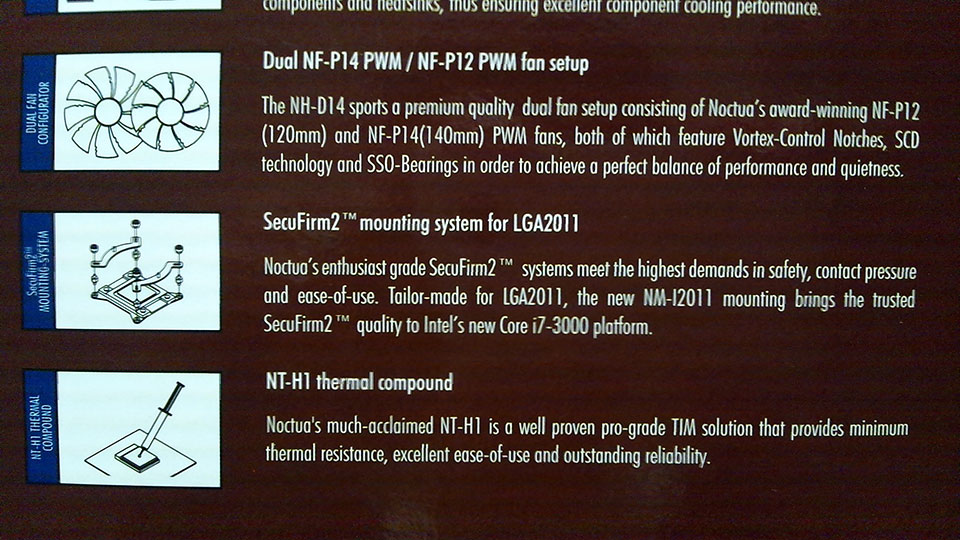 components and heatsinks, thus ensuring excellent component cooling performance.
DUAL FAN
CONFIGURATOR
Dual NF-P14 PWM / NF-P12 PWM fan setup
The NH-D14 sports a premium quality dual fan setup consisting of Noctua's award-winning NF-P12
(120mm) and NF-P14(140mm) PWM fans, both of which feature Vortex-Control Notches, SCD
technology and SSO-Bearings in order to achieve a perfect balance of performance and quietness.
SecuFirm2™
MOUNTING-SYSTEM
SecuFirm2™ mounting system for LGA2011
Noctua's enthusiast grade SecuFirm2™ systems meet the highest demands in safety, contact pressure
and ease-of-use. Tailor-made for LGA2011, the new NM-I2011 mounting brings the trusted
SecuFirm2™ quality to Intel's new Core i7-3000 platform.
NT-H1 THERMAL
COMPOUND
NT-H1 thermal compound
Noctua's much-acclaimed NT-H1 is a well proven pro-grade TIM solution that provides minimum
thermal resistance, excellent ease-of-use and outstanding reliability.